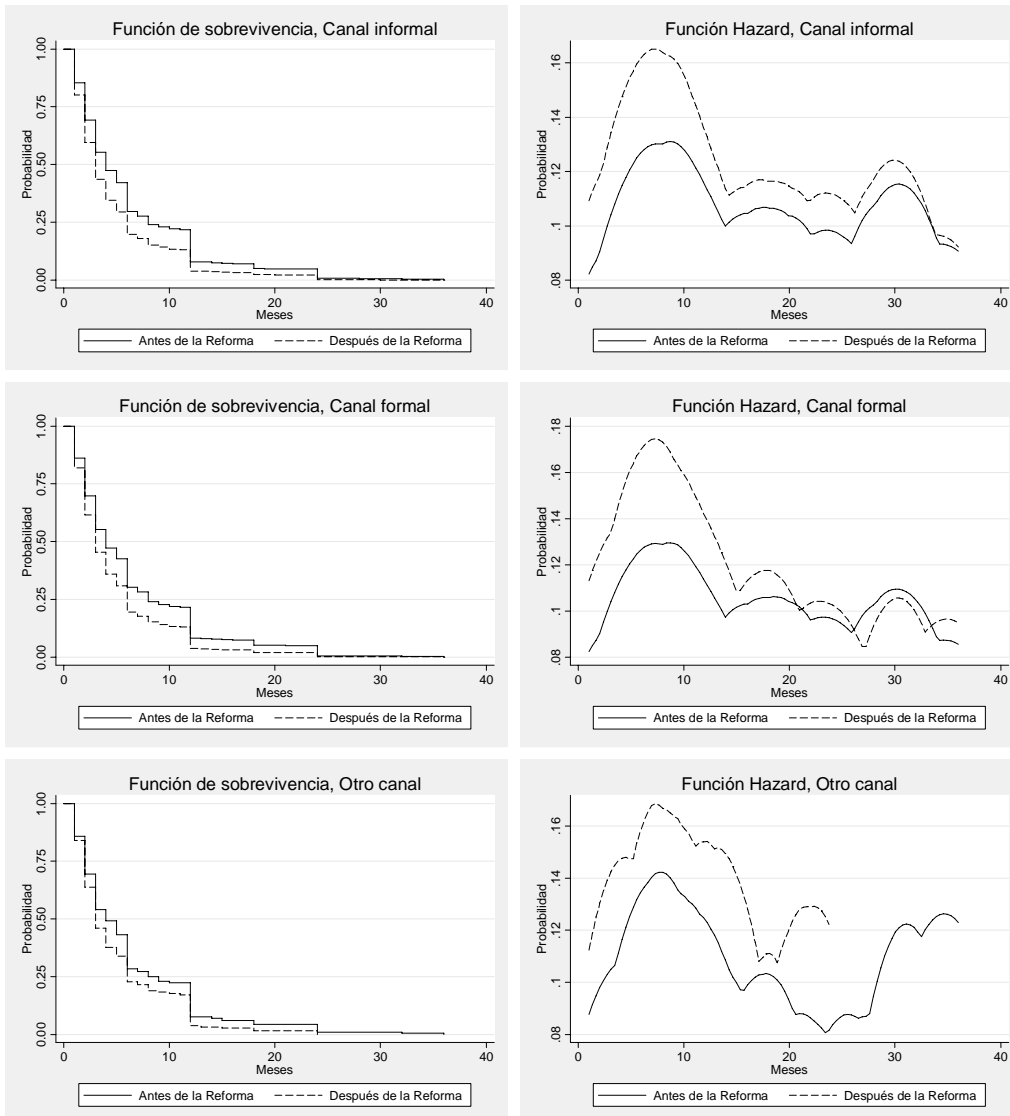 Función de sobrevivencia, Canal informal
Probabilidad
1.00
0.75
0.50
0.25
0.00
0 10 20 30 40
Meses
Antes de la Reforma Después de la Reforma
Función Hazard, Canal informal
Probabilidad
.16
.14
.12
.1
.08
0 10 20 30 40
Meses
Antes de la Reforma Después de la Reforma
Función de sobrevivencia, Canal formal
Probabilidad
1.00
0.75
0.50
0.25
0.00
0 10 20 30 40
Meses
Antes de la Reforma Después de la Reforma
Función Hazard, Canal formal
Probabilidad
.18
.16
.14
.12
.1
.08
0 10 20 30 40
Meses
Antes de la Reforma Después de la Reforma
Función de sobrevivencia, Otro canal
Probabilidad
1.00
0.75
0.50
0.25
0.00
0 10 20 30 40
Meses
Antes de la Reforma Después de la Reforma
Función Hazard, Otro canal
Probabilidad
.16
.14
.12
.1
.08
0 10 20 30 40
Meses
Antes de la Reforma Después de la Reforma